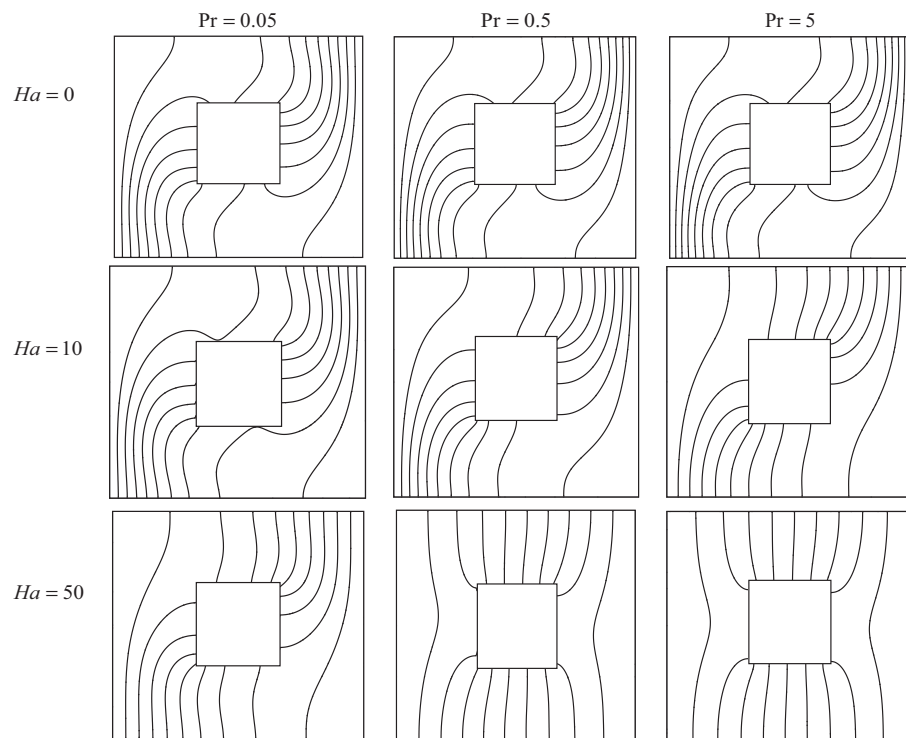 Pr = 0.05 Pr = 0.5 Pr = 5
Ha = 0
Ha = 10
Ha = 50